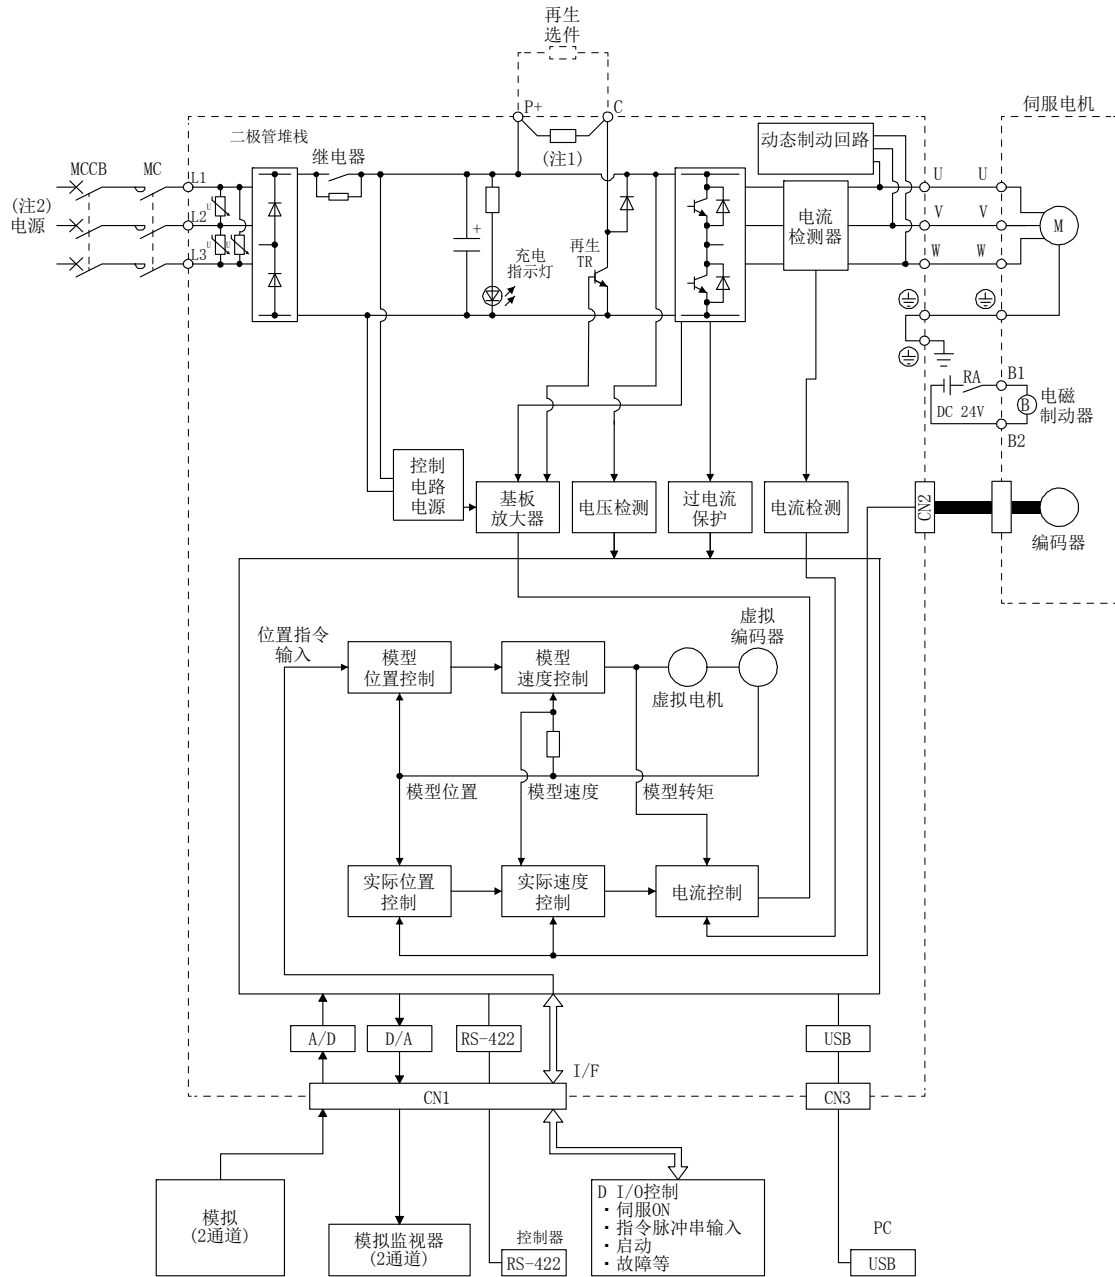 再生
选件
P+
C
伺服电机
二极管堆栈
动态制动回路
继电器
(注1)
MCCB
MC
L1
U
U
(注2)
电源
U
L2
电流
检测器
V
V
M
U
U
再生
TR
充电
指示灯
+
L3
W
W
RA
B1
DC 24V
B
电磁
制动器
B2
控制
电路
电源
基板
放大器
电压检测
过电流
保护
电流检测
CN2
编码器
位置指令
输入
模型
位置控制
模型
速度控制
虚拟
编码器
虚拟电机
模型位置
模型速度
模型转矩
实际位置
控制
实际速度
控制
电流控制
A/D
D/A
RS-422
USB
I/F
CN1
CN3
模拟
(2通道)
模拟监视器
(2通道)
控制器
RS-422
D I/O控制
・伺服ON
・指令脉冲串输入
・启动
・故障等
PC
USB